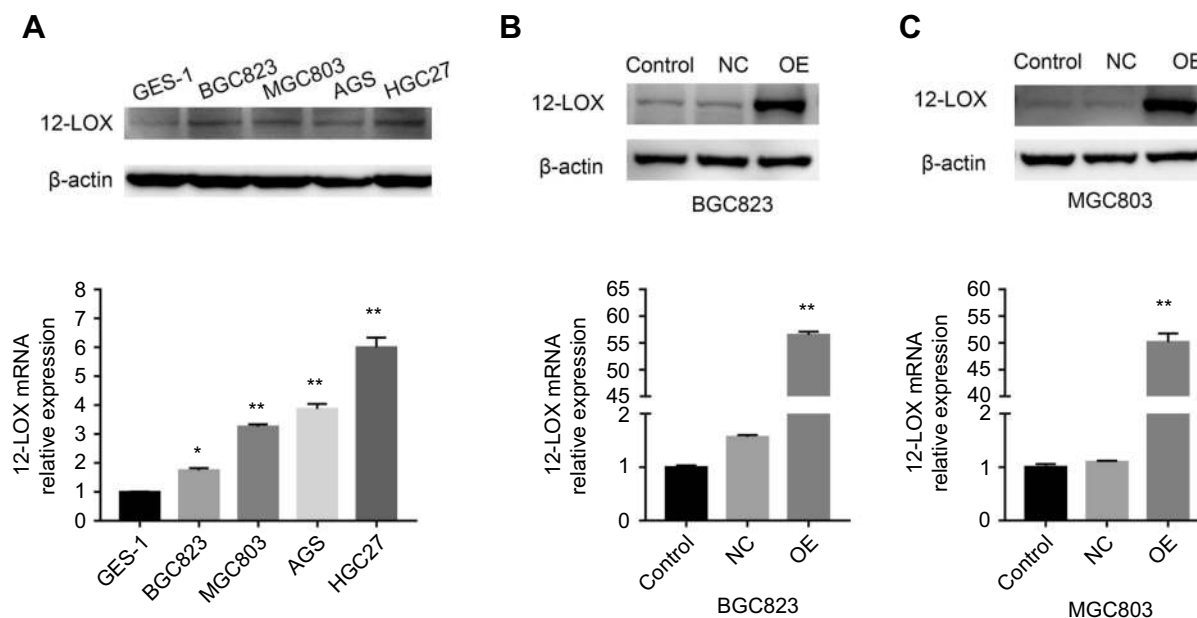 A
GES-1
BGC823
MGC803
AGS
HGC27
12-LOX
β-actin
12-LOX mRNA
relative expression
8
7
6
5
4
3
2
1
0
*
**
**
**
GES-1
BGC823
MGC803
AGS
HGC27
B
Control NC OE
12-LOX
β-actin
BGC823
12-LOX mRNA
relative expression
65
60
55
50
45
2
1
0
**
Control
NC
OE
BGC823
C
Control NC OE
12-LOX
β-actin
MGC803
12-LOX mRNA
relative expression
60
55
50
45
40
2
1
0
**
Control
NC
OE
MGC803